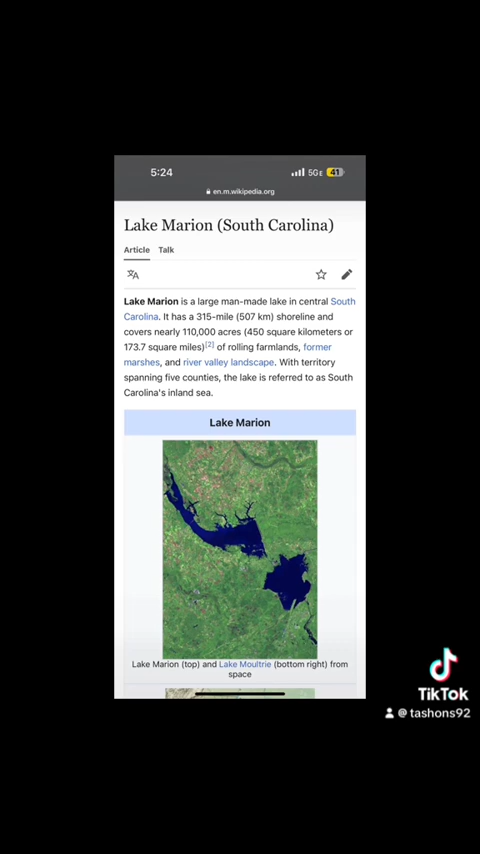 5:24
5GE 41
en.m.wikipedia.org
Lake Marion (South Carolina)
Article Talk
Lake Marion is a large man-made lake in central South
Carolina. It has a 315-mile (507 km) shoreline and
covers nearly 110,000 acres (450 square kilometers or
173.7 square miles)[2] of rolling farmlands, former
marshes, and river valley landscape. With territory
spanning five counties, the lake is referred to as South
Carolina's inland sea.
Lake Marion
Lake Marion (top) and Lake Moultrie (bottom right) from
space
TikTok
@tashons92